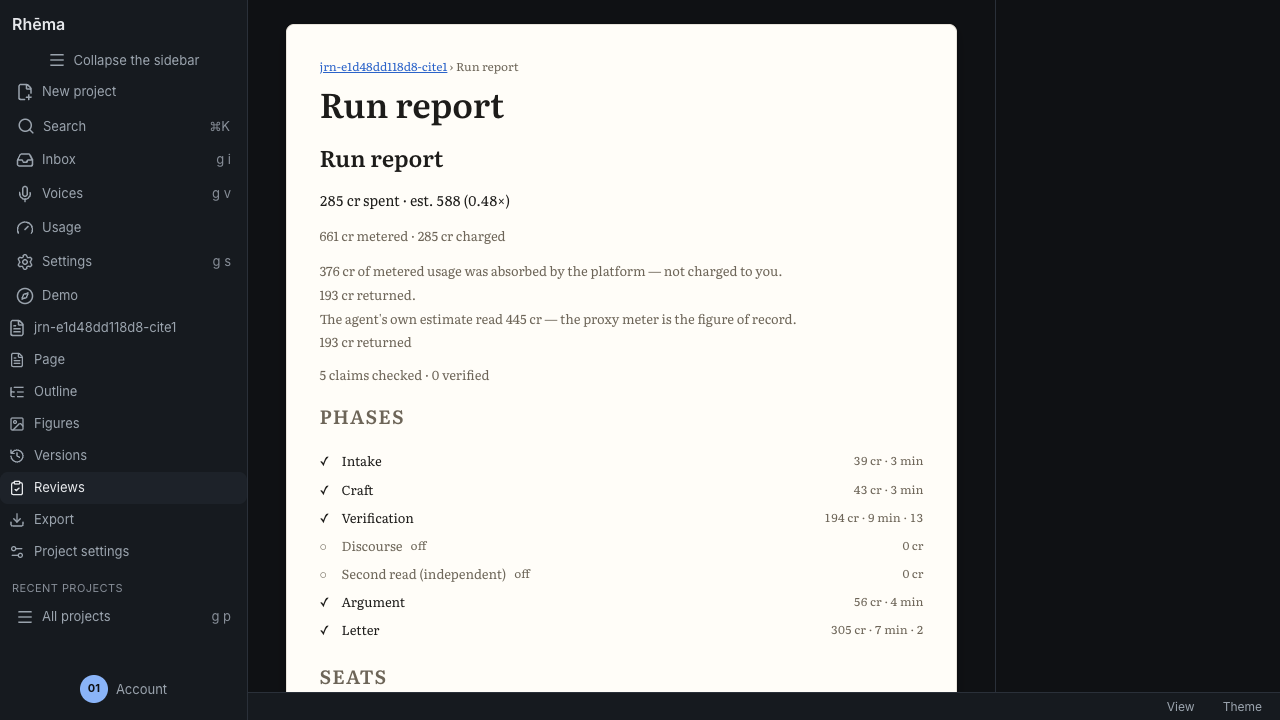 Rhēma
Collapse the sidebar
New project
Search ⌘K
Inbox g i
Voices g v
Usage
Settings g s
Demo
jrn-e1d48dd118d8-cite1
Page
Outline
Figures
Versions
Reviews
Export
Project settings
RECENT PROJECTS
All projects g p
01 Account
jrn-e1d48dd118d8-cite1 › Run report
Run report
Run report
285 cr spent · est. 588 (0.48×)
661 cr metered · 285 cr charged
376 cr of metered usage was absorbed by the platform — not charged to you.
193 cr returned.
The agent's own estimate read 445 cr — the proxy meter is the figure of record.
193 cr returned
5 claims checked · 0 verified
PHASES
✓ Intake 39 cr · 3 min
✓ Craft 43 cr · 3 min
✓ Verification 194 cr · 9 min · 13
○ Discourse off 0 cr
○ Second read (independent) off 0 cr
✓ Argument 56 cr · 4 min
✓ Letter 305 cr · 7 min · 2
SEATS
View Theme